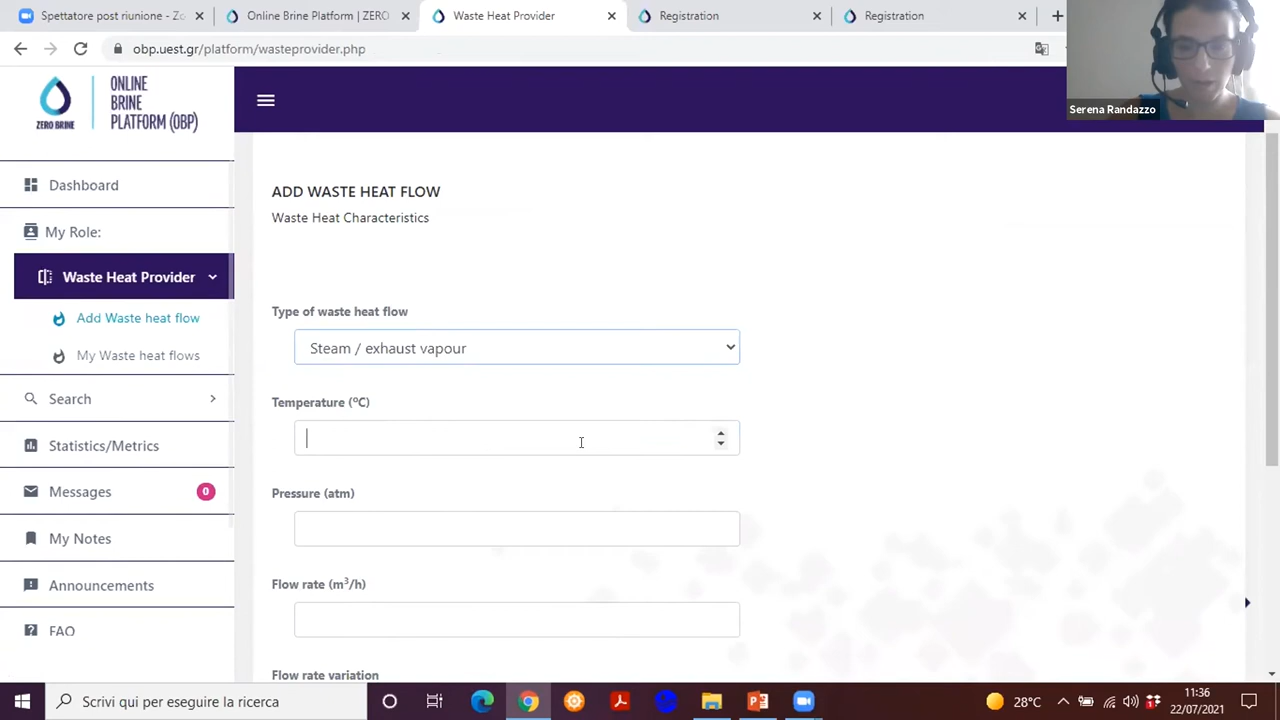 Spettatore post riunione - Zo
Online Brine Platform | ZERO
Waste Heat Provider
Registration
Registration
obp.uest.gr/platform/wasteprovider.php
Serena Randazzo
ZERO BRINE
ONLINE
BRINE
PLATFORM (OBP)
Dashboard
My Role:
Waste Heat Provider
Add Waste heat flow
My Waste heat flows
Search
Statistics/Metrics
Messages
0
My Notes
Announcements
FAQ
ADD WASTE HEAT FLOW
Waste Heat Characteristics
Type of waste heat flow
Steam / exhaust vapour
Temperature (ºC)
Pressure (atm)
Flow rate (m³/h)
Flow rate variation
Scrivi qui per eseguire la ricerca
28°C
11:36
22/07/2021